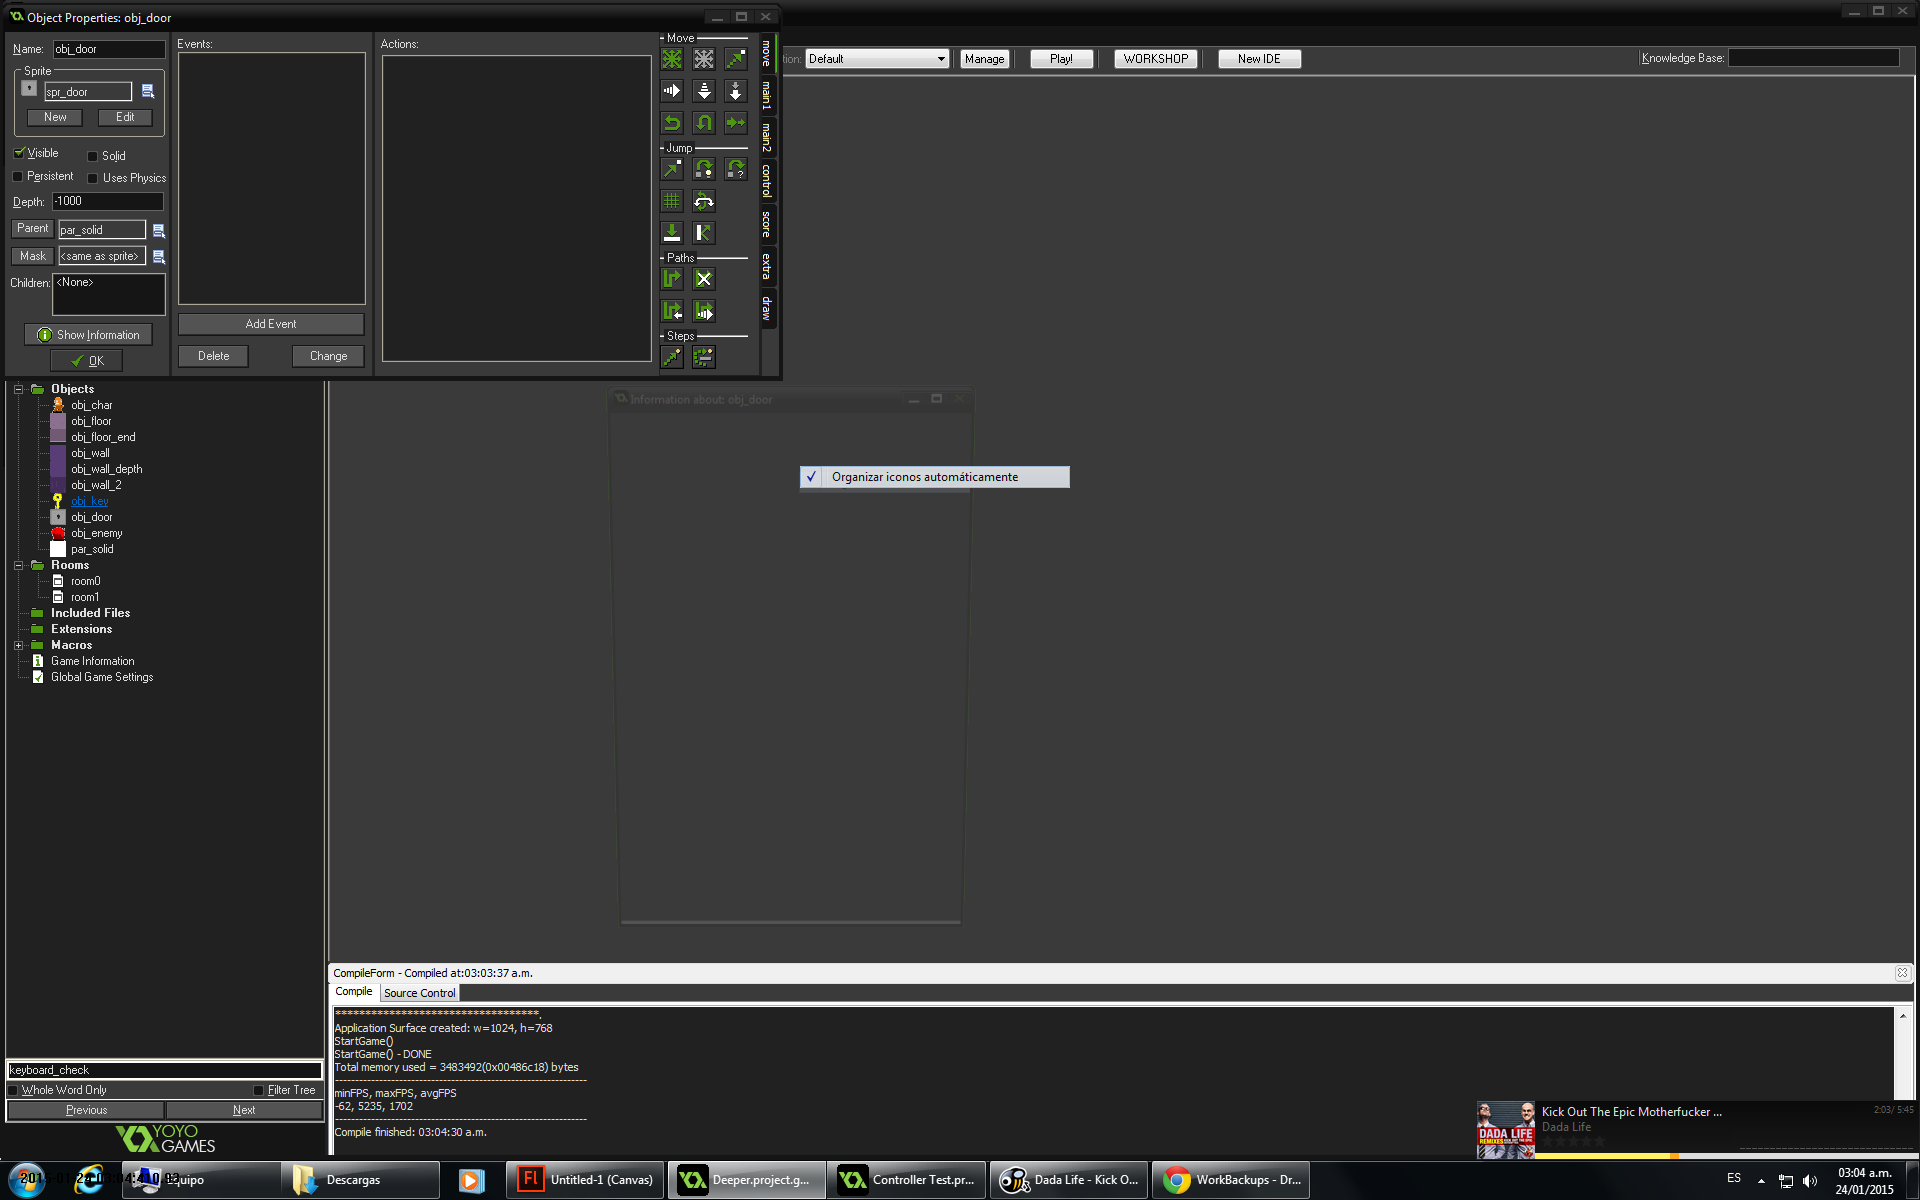 Object Properties: obj_door
Name: obj_door
Sprite
spr_door
New
Edit
Visible
Solid
Persistent
Uses Physics
Depth: -1000
Parent
par_solid
Mask
<same as sprite>
Children:
<None>
Show Information
OK
Events:
Add Event
Delete
Change
Actions:
Move
Jump
Paths
Steps
move
main1
main2
control
score
extra
draw
tion:
Default
Manage
Play!
WORKSHOP
New IDE
Knowledge Base:
Objects
obj_char
obj_floor
obj_floor_end
obj_wall
obj_wall_depth
obj_wall_2
obj_key
obj_door
obj_enemy
par_solid
Rooms
room0
room1
Included Files
Extensions
Macros
Game Information
Global Game Settings
Information about: obj_door
Organizar iconos automáticamente
keyboard_check
Whole Word Only
Filter Tree
Previous
Next
YOYO
GAMES
CompileForm - Compiled at:03:03:37 a.m.
Compile
Source Control
***********************************.
Application Surface created: w=1024, h=768
StartGame()
StartGame() - DONE
Total memory used = 3483492(0x00486c18) bytes
minFPS, maxFPS, avgFPS
-62, 5235, 1702
Compile finished: 03:04:30 a.m.
DADA LIFE
Kick Out The Epic Motherfucker ...
2:03/ 5:45
Dada Life
Equipo
Descargas
Fl
Untitled-1 (Canvas)
Deeper.project.g...
Controller Test.pr...
Dada Life - Kick O...
WorkBackups - Dr...
ES
03:04 a.m.
24/01/2015